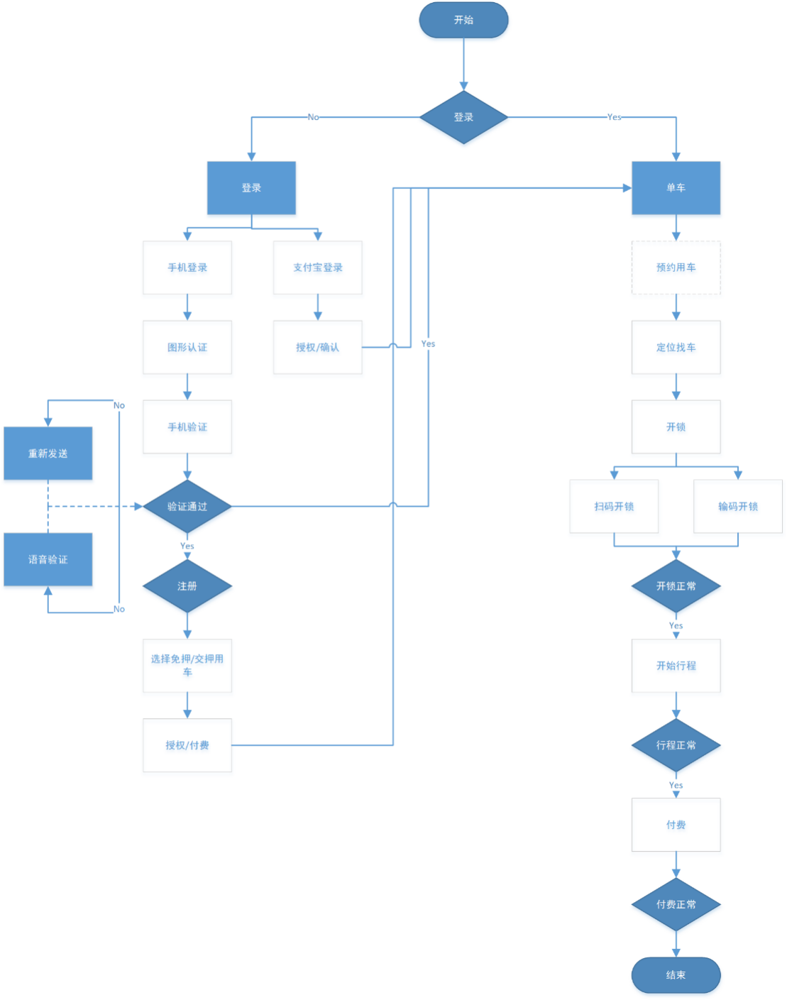 开始
登录
No
Yes
登录
单车
手机登录
支付宝登录
预约用车
图形认证
授权/确认
Yes
定位找车
No
手机验证
开锁
重新发送
验证通过
扫码开锁
输码开锁
Yes
语音验证
注册
开锁正常
No
Yes
选择免押/交押用
车
开始行程
授权/付费
行程正常
Yes
付费
付费正常
结束